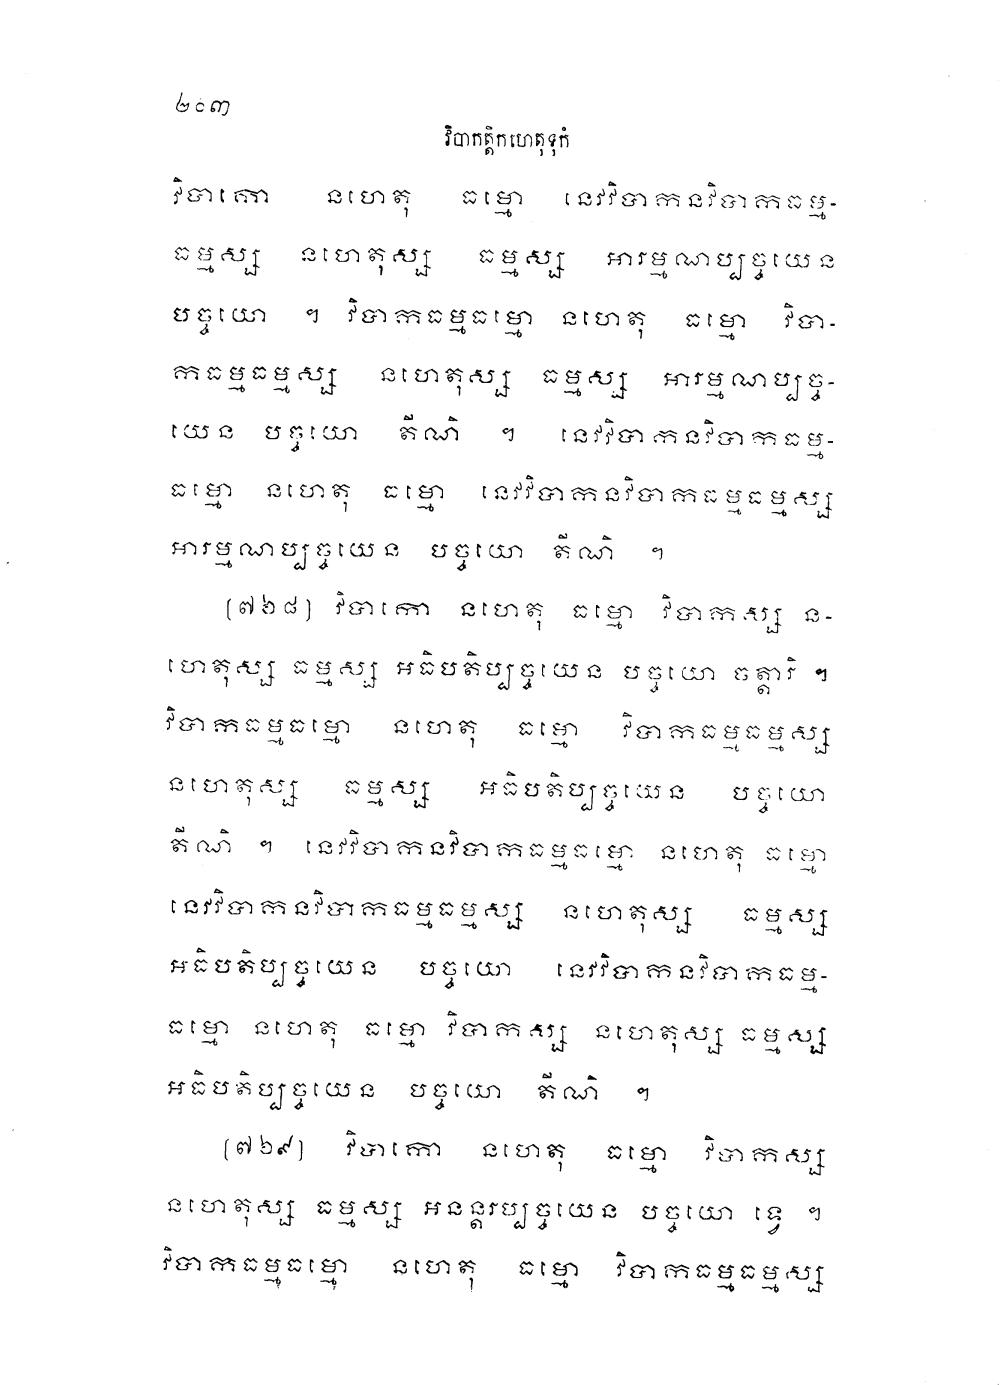 ២០៣
វិបាកត្តិកហេតុទុកំ
វិបាកោ នហេតុ ធម្មោ នេវវិបាកនវិបាកធម្ម-
ធម្មស្ស នហេតុស្ស ធម្មស្ស អារម្មណប្បច្ចយេន
បច្ចយោ ។ វិបាកធម្មធម្មោ នហេតុ ធម្មោ វិបា-
កធម្មធម្មស្ស នហេតុស្ស ធម្មស្ស អារម្មណប្បច្ច-
យេន បច្ចយោ តីណិ ។ នេវវិបាកនវិបាកធម្ម-
ធម្មោ នហេតុ ធម្មោ នេវវិបាកនវិបាកធម្មធម្មស្ស
អារម្មណប្បច្ចយេន បច្ចយោ តីណិ ។
[៧៦៨] វិបាកោ នហេតុ ធម្មោ វិបាកស្ស ន-
ហេតុស្ស ធម្មស្ស អធិបតិប្បច្ចយេន បច្ចយោ ចត្តារិ ។
វិបាកធម្មធម្មោ នហេតុ ធម្មោ វិបាកធម្មធម្មស្ស
នហេតុស្ស ធម្មស្ស អធិបតិប្បច្ចយេន បច្ចយោ
តីណិ ។ នេវវិបាកនវិបាកធម្មធម្មោ នហេតុ ធម្មោ
នេវវិបាកនវិបាកធម្មធម្មស្ស នហេតុស្ស ធម្មស្ស
អធិបតិប្បច្ចយេន បច្ចយោ នេវវិបាកនវិបាកធម្ម-
ធម្មោ នហេតុ ធម្មោ វិបាកស្ស នហេតុស្ស ធម្មស្ស
អធិបតិប្បច្ចយេន បច្ចយោ តីណិ ។
[៧៦៩] វិបាកោ នហេតុ ធម្មោ វិបាកស្ស
នហេតុស្ស ធម្មស្ស អនន្តរប្បច្ចយេន បច្ចយោ ទ្វេ ។
វិបាកធម្មធម្មោ នហេតុ ធម្មោ វិបាកធម្មធម្មស្ស